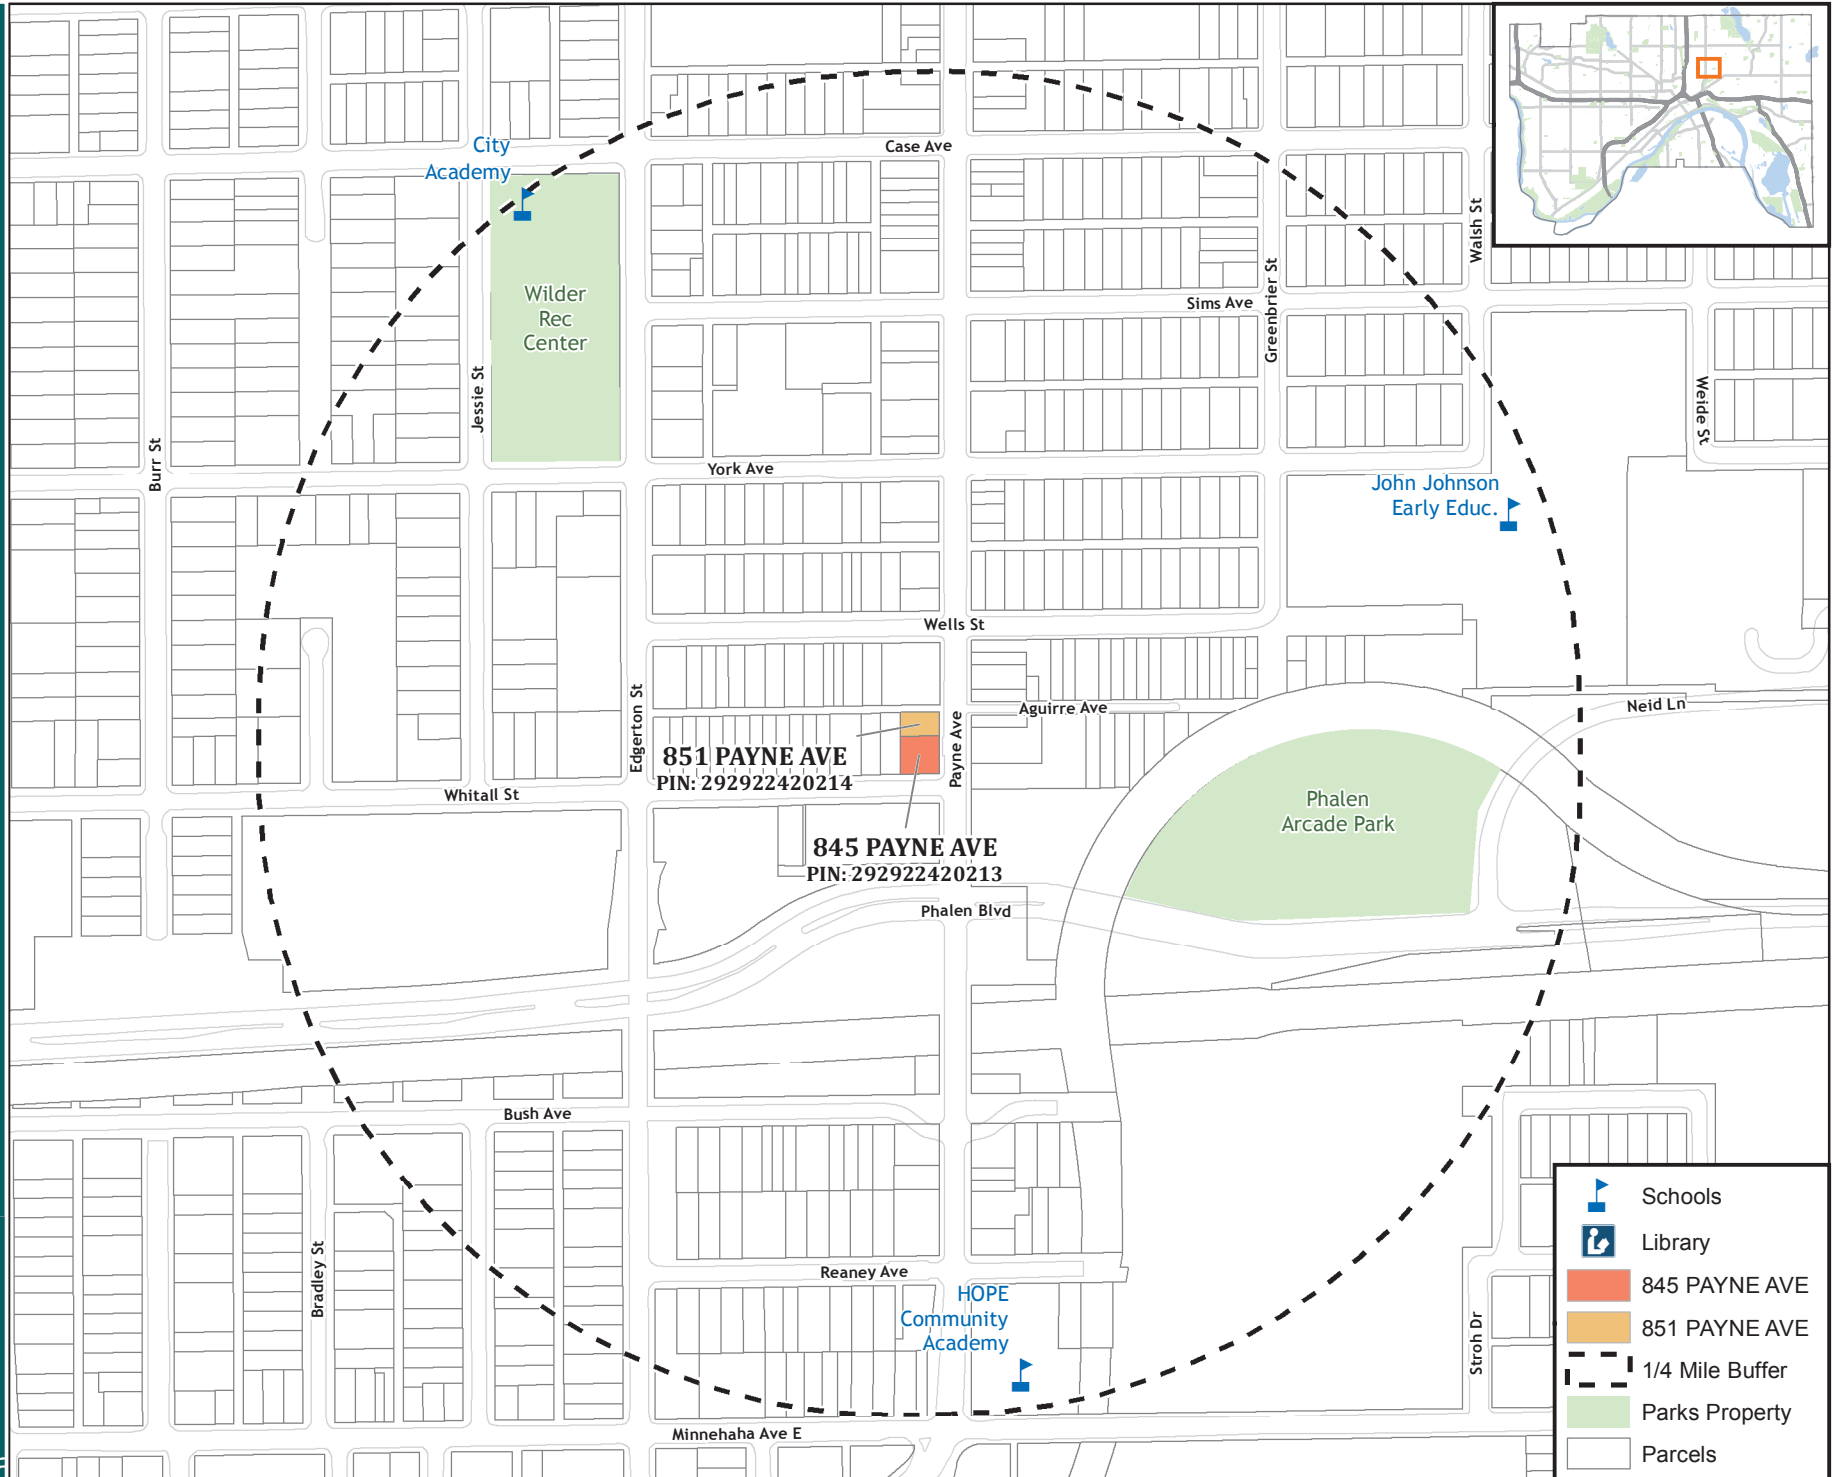 City
Academy
Case Ave
Walsh St
Wilder
Rec
Center
Sims Ave
Greenbrier St
Jessie St
Weide St
Burr St
York Ave
John Johnson
Early Educ.
Wells St
Edgerton St
Aguirre Ave
Payne Ave
Neid Ln
851 PAYNE AVE
PIN: 292922420214
Whitall St
Phalen
Arcade Park
845 PAYNE AVE
PIN: 292922420213
Phalen Blvd
Bush Ave
Bradley St
Reaney Ave
HOPE
Community
Academy
Stroh Dr
Minnehaha Ave E
Schools
Library
845 PAYNE AVE
851 PAYNE AVE
1/4 Mile Buffer
Parks Property
Parcels